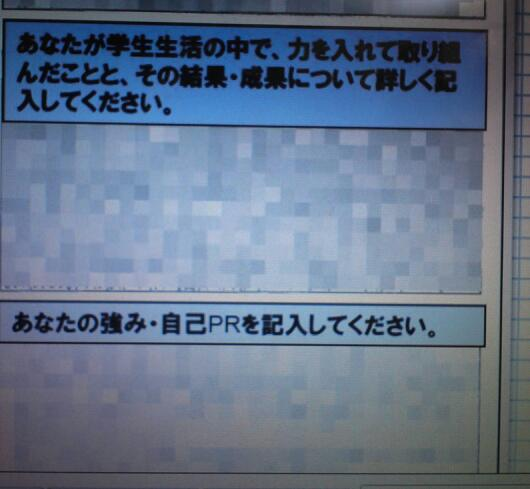 あなたが学生生活の中で、力を入れて取り組
んだことと、その結果・成果について詳しく記
入してください。
あなたの強み・自己PRを記入してください。